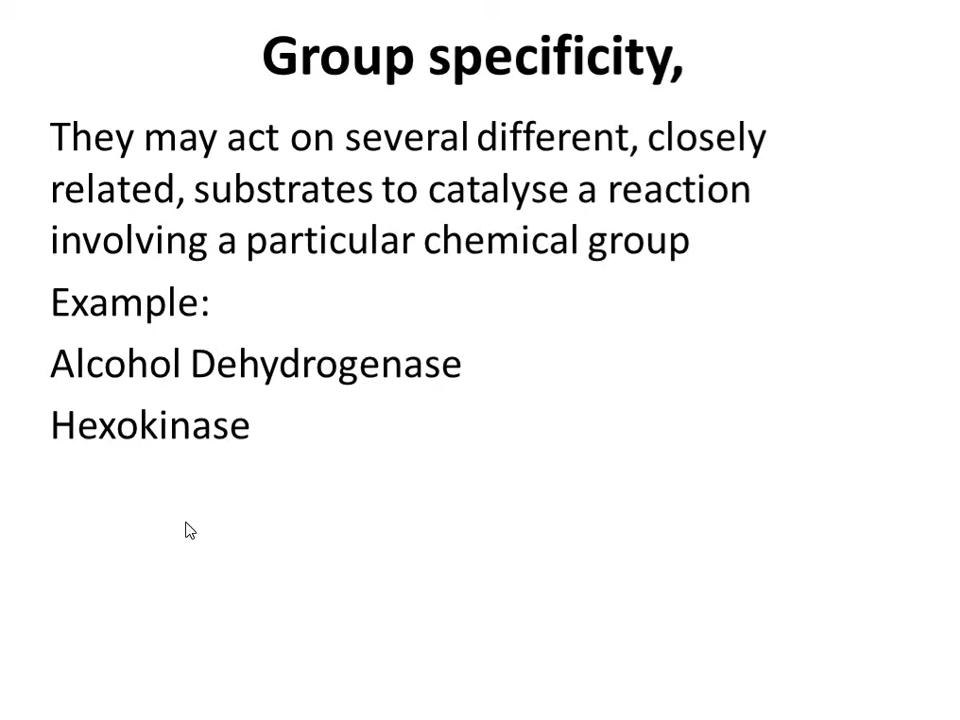 Group specificity,
They may act on several different, closely
related, substrates to catalyse a reaction
involving a particular chemical group
Example:
Alcohol Dehydrogenase
Hexokinase